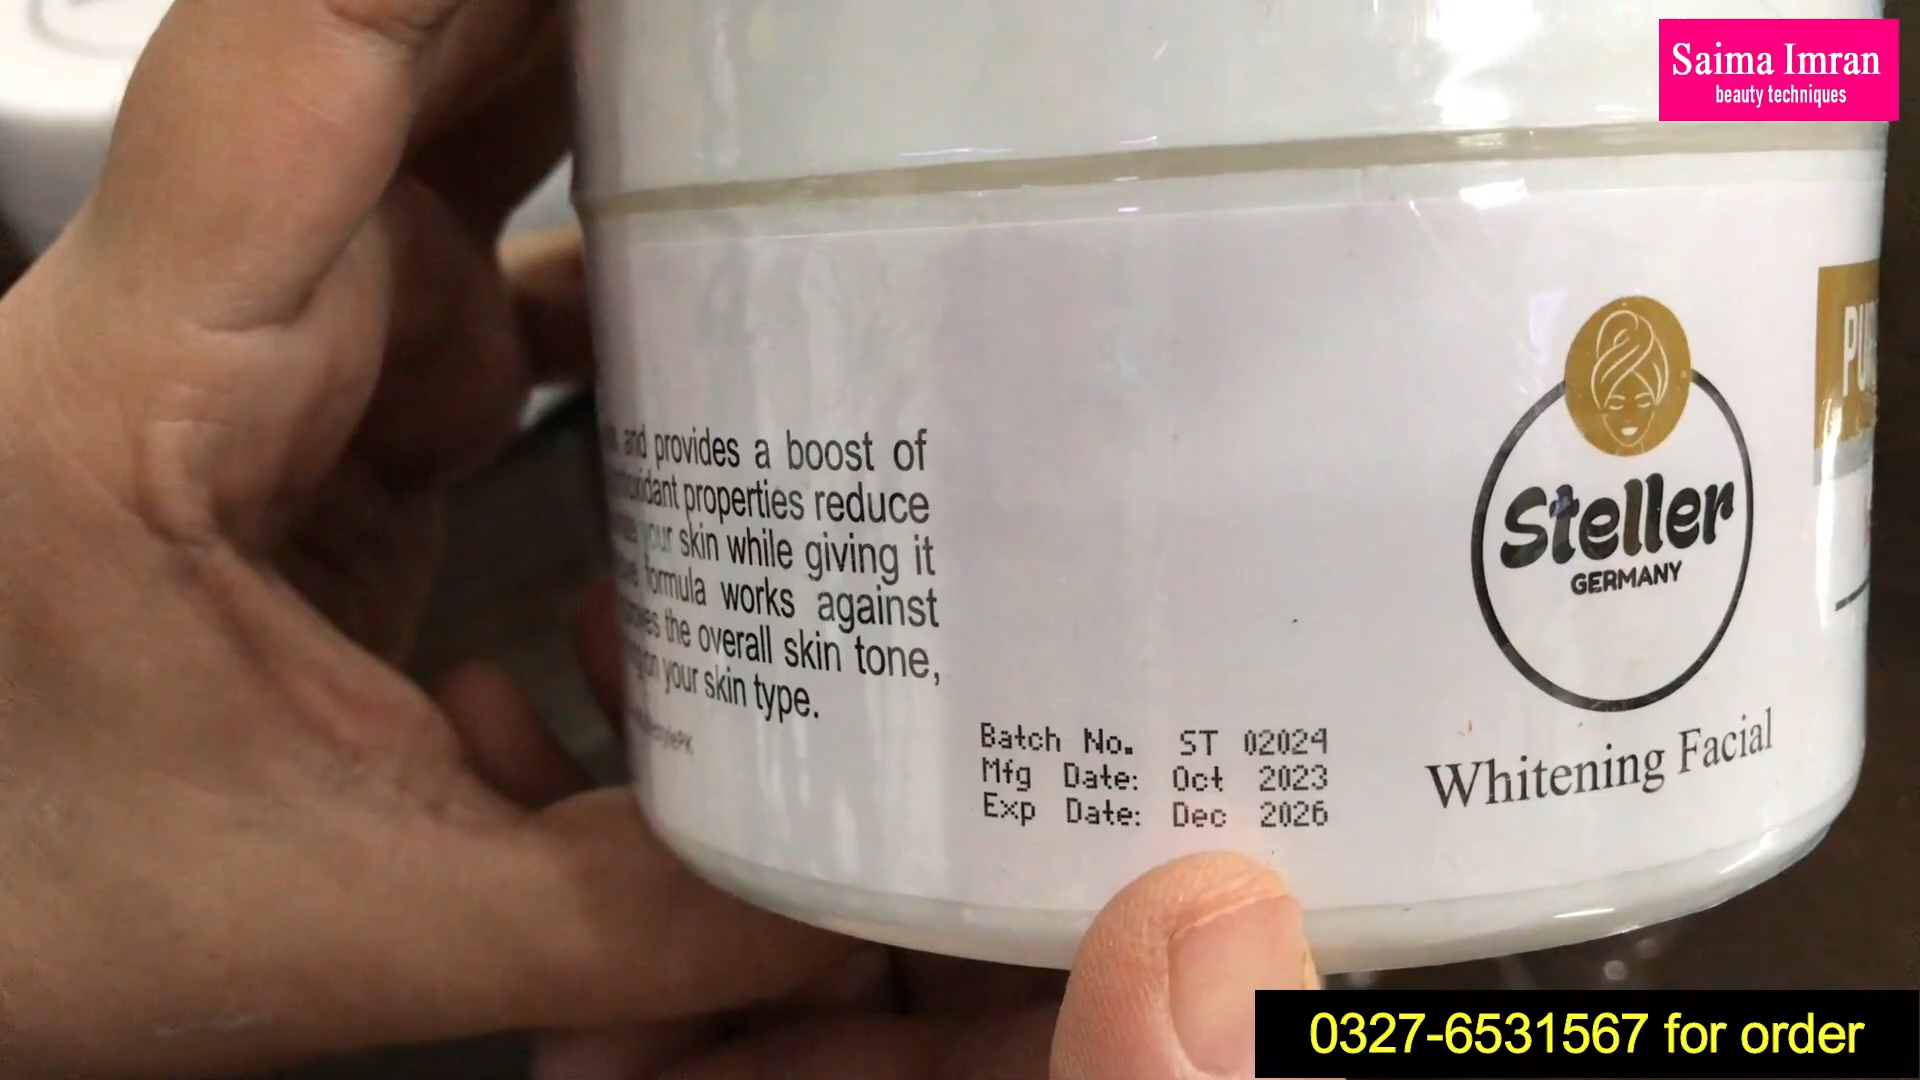 Saima Imran
beauty techniques
and provides a boost of
properties reduce
your skin while giving it
formula works against
the overall skin tone,
on your skin type.
Batch No. ST 02024
Mfg Date: Oct 2023
Exp Date: Dec 2026
Steller
GERMANY
Whitening Facial
0327-6531567 for order